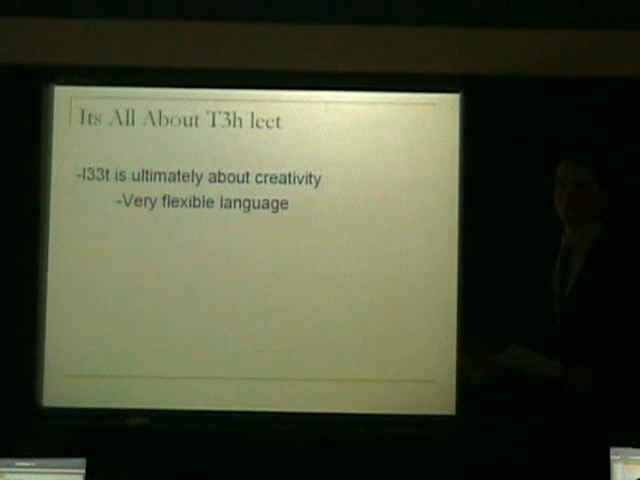 Its All About T3h leet
-l33t is ultimately about creativity
-Very flexible language